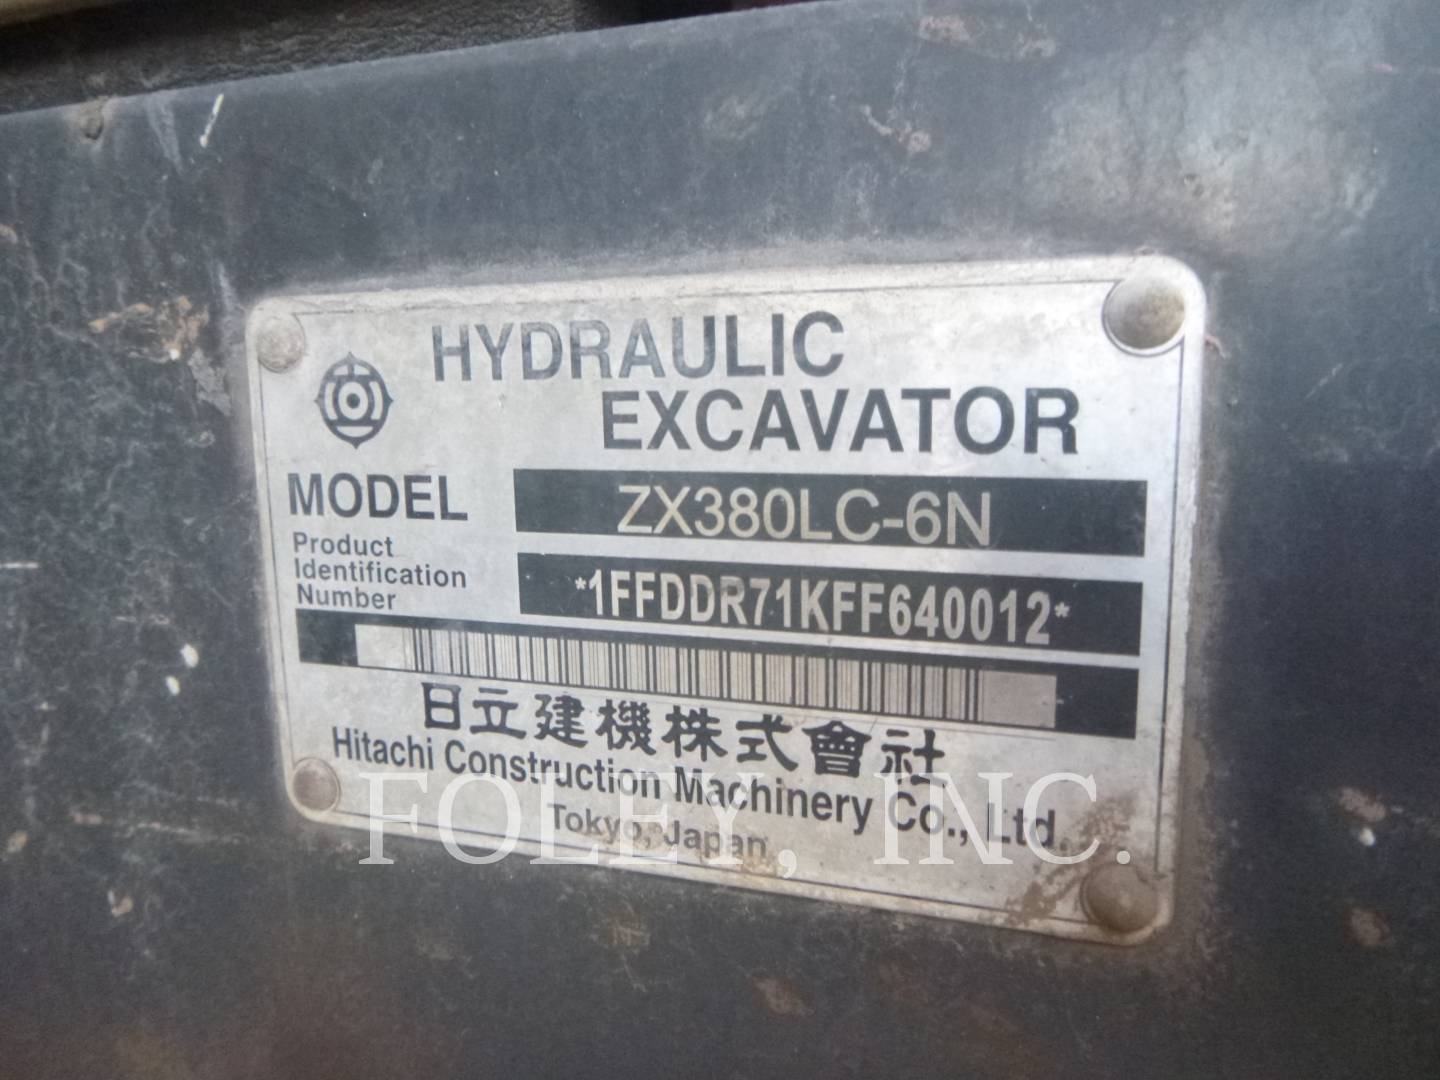 HYDRAULIC
EXCAVATOR
MODEL ZX380LC-6N
Product
Identification
Number
*1FFDDR71KFF640012*
日立建機株式會社
Hitachi Construction Machinery Co., Ltd.
Tokyo, Japan
FOLEY, INC.